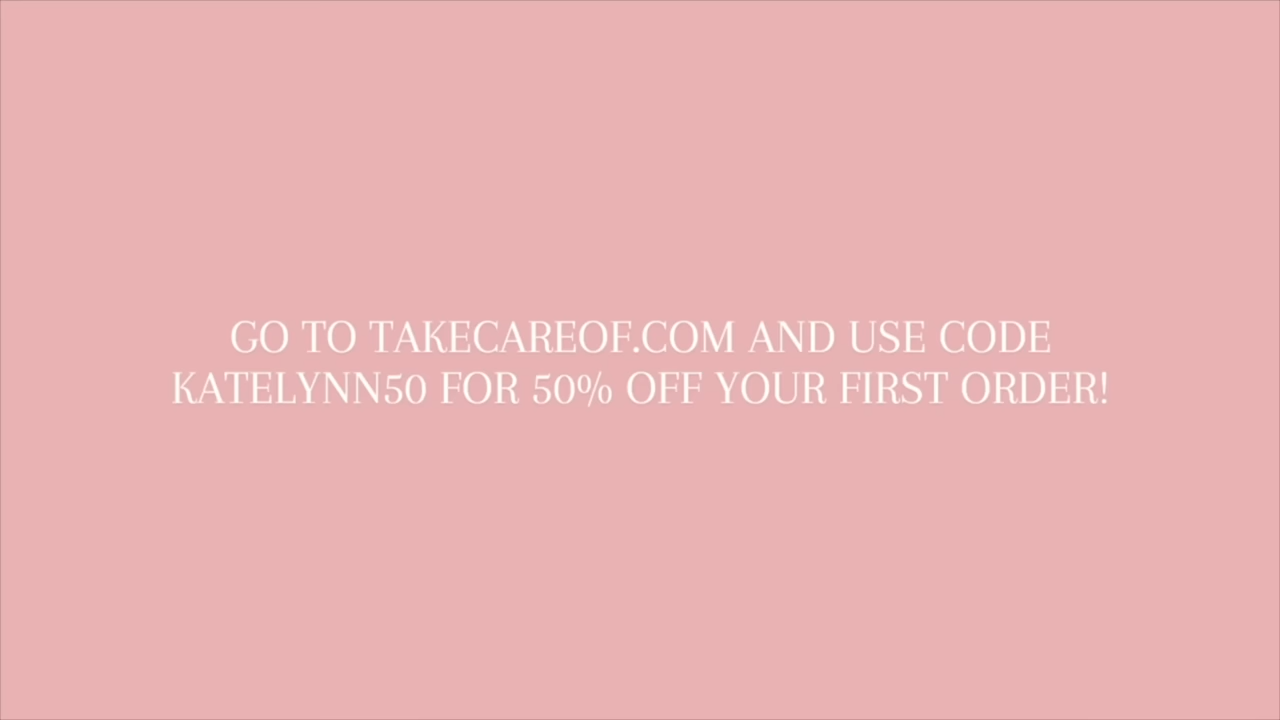 GO TO TAKECAREOF.COM AND USE CODE
KATELYNN50 FOR 50% OFF YOUR FIRST ORDER!